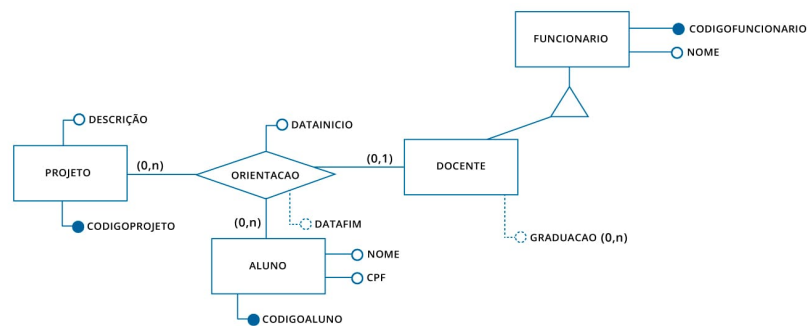 FUNCIONARIO
CODIGOFUNCIONARIO
NOME
DESCRIÇÃO
DATAINICIO
PROJETO
(0,n)
ORIENTACAO
(0,1)
DOCENTE
CODIGOPROJETO
(0,n)
DATAFIM
GRADUACAO (0,n)
ALUNO
NOME
CPF
CODIGOALUNO